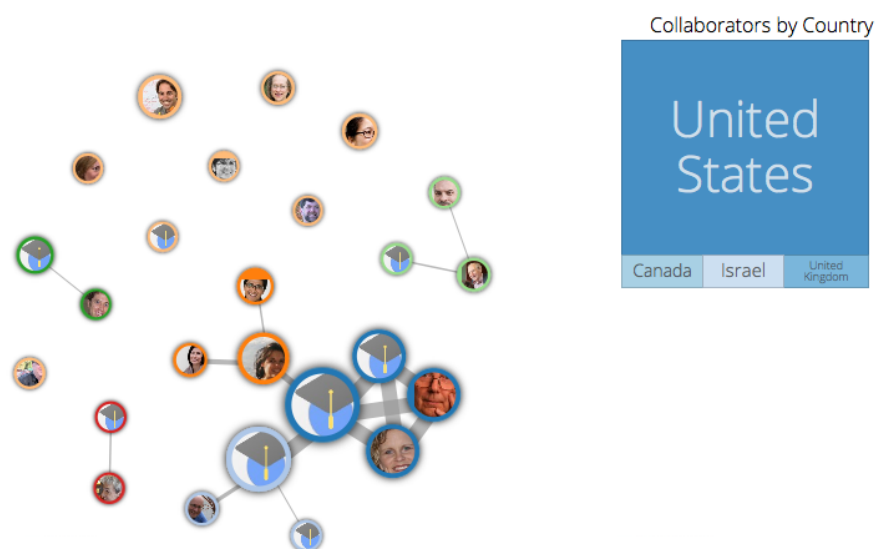 Collaborators by Country
United
States
Canada
Israel
United
Kingdom